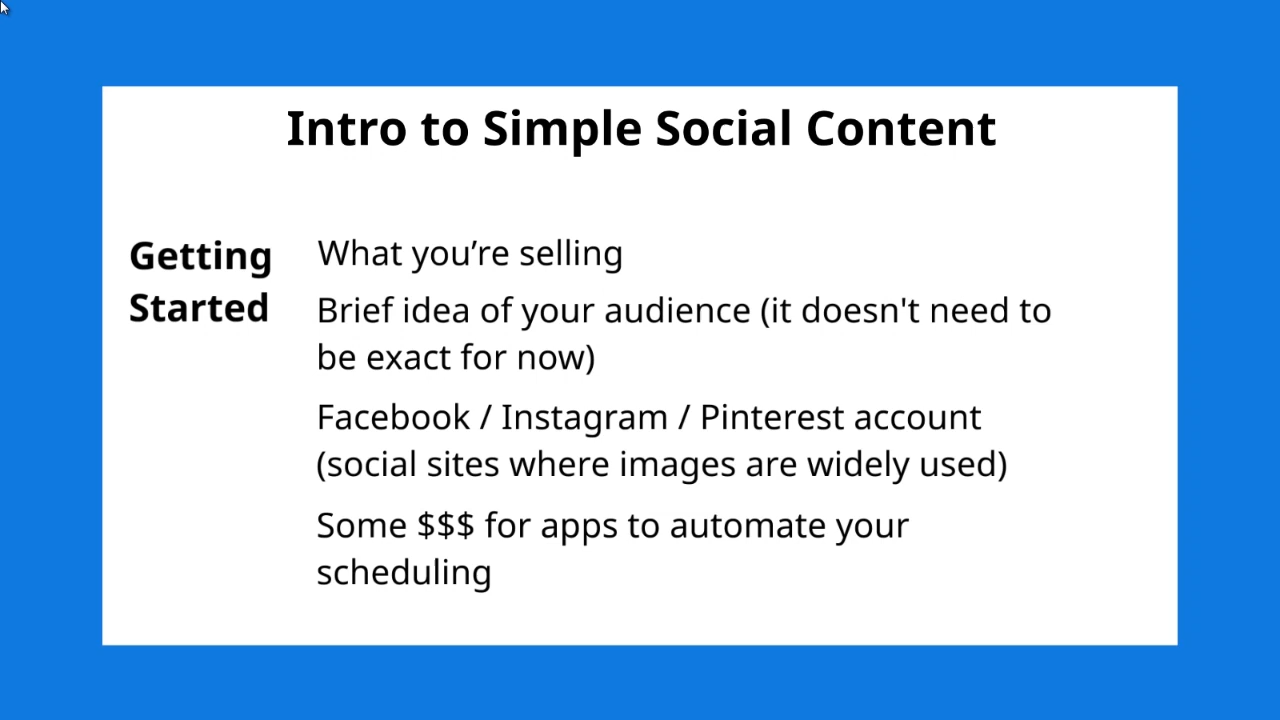 Intro to Simple Social Content
Getting
Started
What you’re selling
Brief idea of your audience (it doesn't need to
be exact for now)
Facebook / Instagram / Pinterest account
(social sites where images are widely used)
Some $$$ for apps to automate your
scheduling